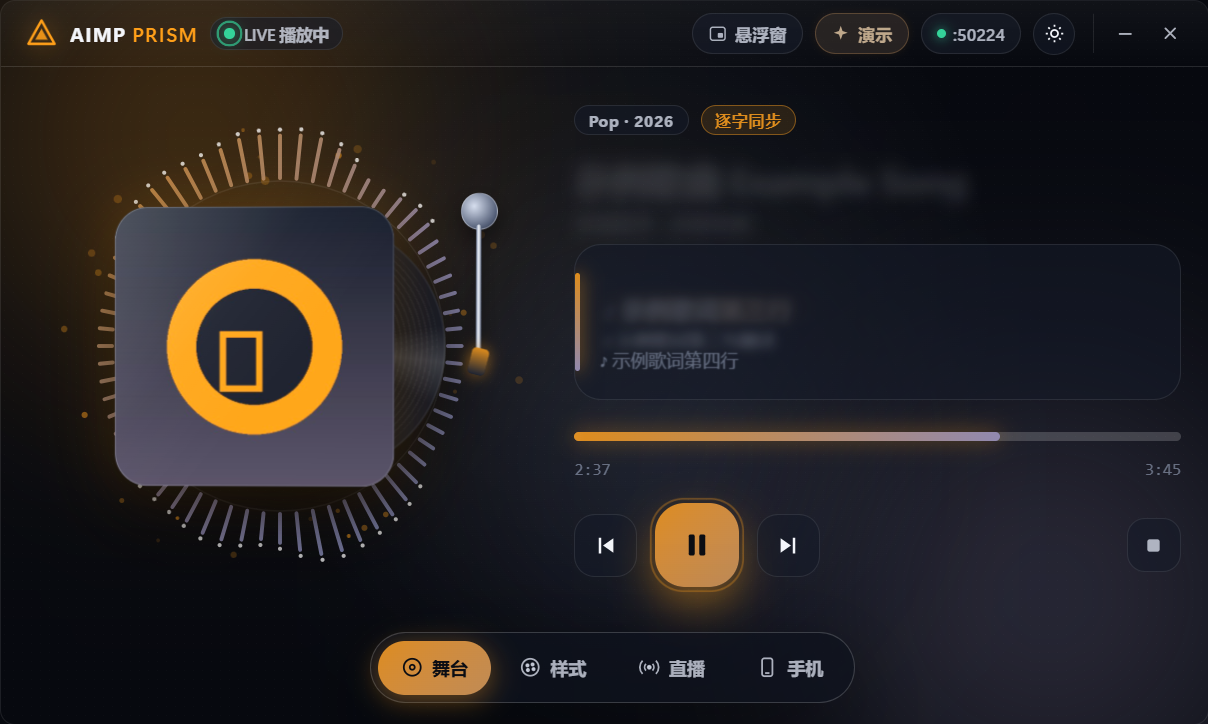 AIMP PRISM
LIVE 播放中
悬浮窗
演示
:50224
Pop · 2026
逐字同步
♪ 示例歌词第四行
2:37
3:45
舞台
样式
直播
手机